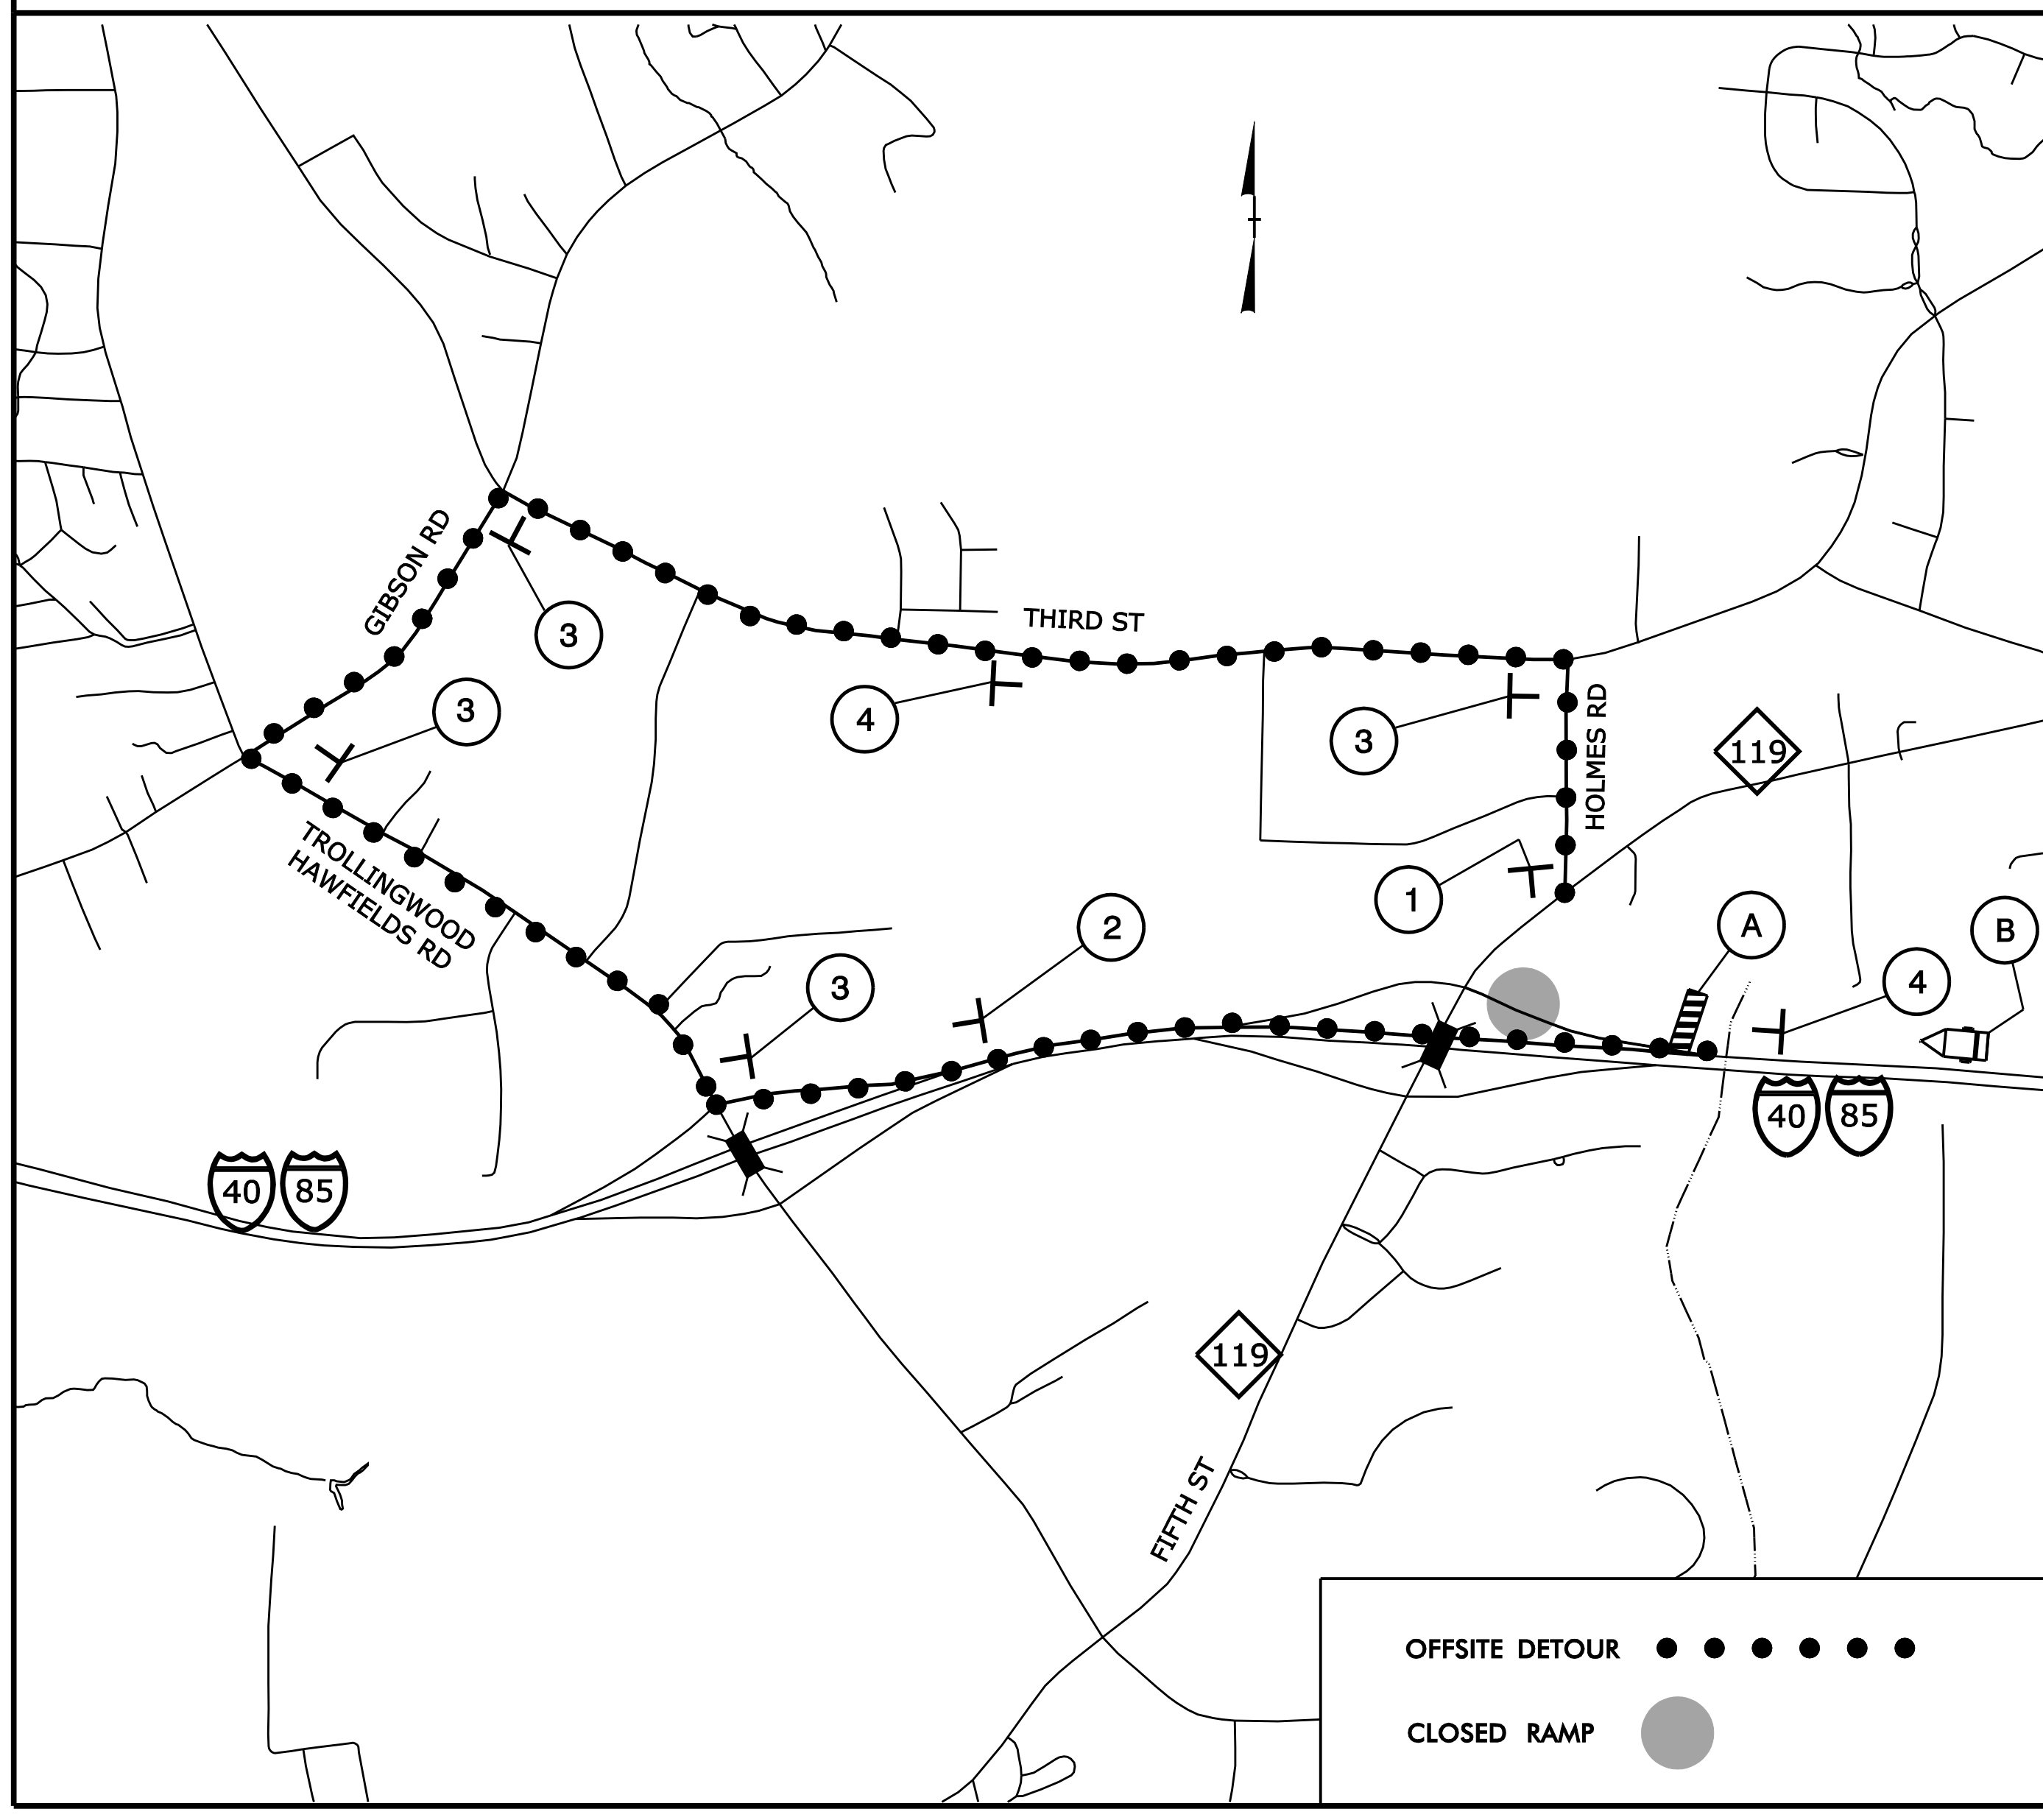 GIBSON RD
THIRD ST
3
3
4
3
HOLMES RD
119
TROLLINGWOOD
HAWFIELDS RD
1
2
A
B
3
4
40
85
40
85
119
FIFTH ST
OFFSITE DETOUR
CLOSED RAMP